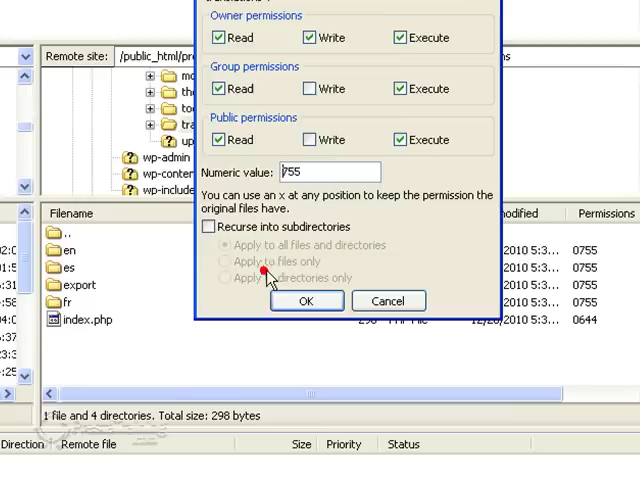 Owner permissions
Read Write Execute
Remote site: /public_html/pre
Group permissions
Read Write Execute
Public permissions
Read Write Execute
wp-admin
wp-conten
wp-include
Numeric value: 755
You can use an x at any position to keep the permission the
original files have.
Recurse into subdirectories
Apply to all files and directories
Apply to files only
Apply directories only
OK Cancel
Filename odified Permissions
..
en 2010 5:3... 0755
es 2010 5:3... 0755
export 2010 5:3... 0755
fr 2010 5:3... 0755
index.php 298 PHP File 12/28/2010 5:3... 0644
1 file and 4 directories. Total size: 298 bytes
Direction Remote file Size Priority Status